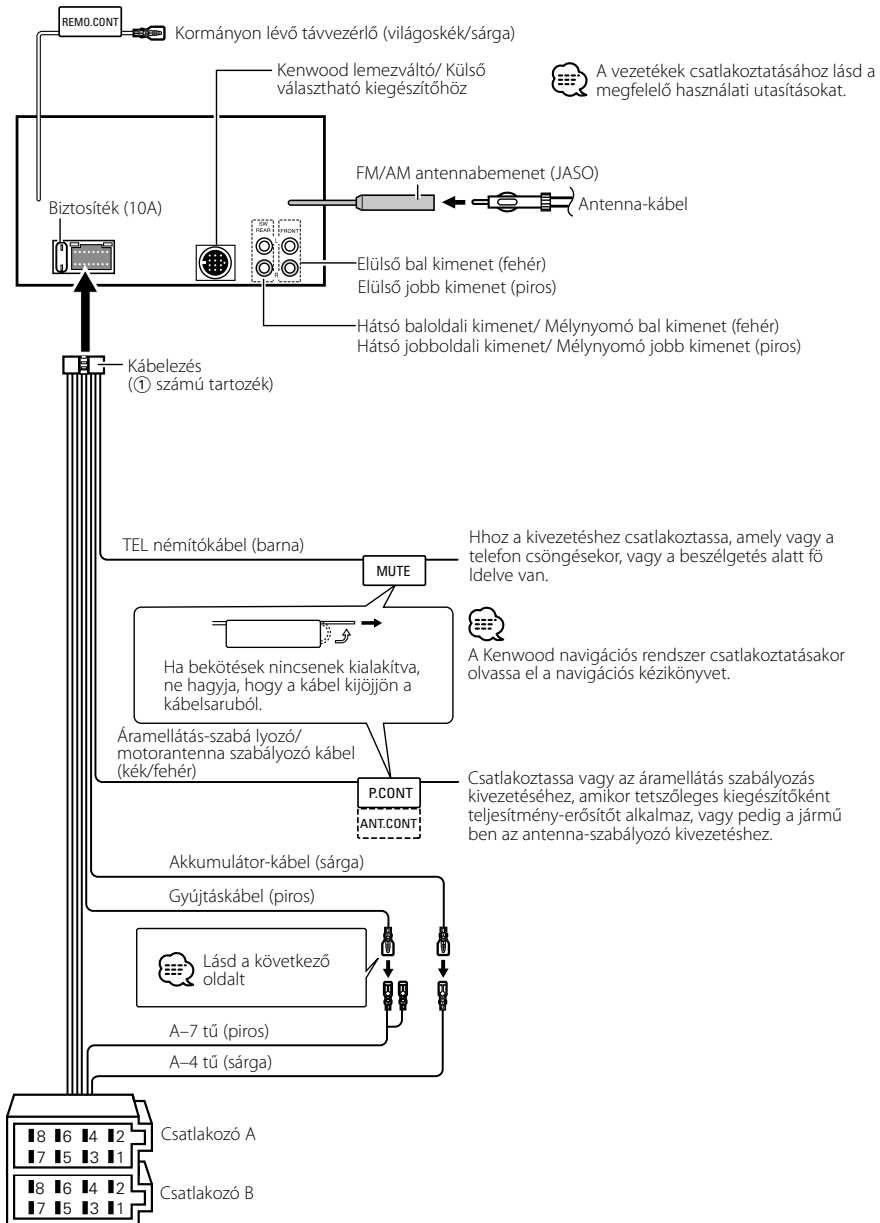 REMO.CONT
Kormányon lévő távvezérlő (világoskék/sárga)
Kenwood lemezváltó/ Külső
választható kiegészítőhöz
A vezetékek csatlakoztatásához lásd a
megfelelő használati utasításokat.
FM/AM antennabemenet (JASO)
Antenna-kábel
Biztosíték (10A)
SW
REAR
FRONT
L
R
Elülső bal kimenet (fehér)
Elülső jobb kimenet (piros)
Hátsó baloldali kimenet/ Mélynyomó bal kimenet (fehér)
Hátsó jobboldali kimenet/ Mélynyomó jobb kimenet (piros)
Kábelezés
(① számú tartozék)
TEL némítókábel (barna)
MUTE
Hhoz a kivezetéshez csatlakoztassa, amely vagy a
telefon csöngésekor, vagy a beszélgetés alatt fö
ldelve van.
Ha bekötések nincsenek kialakítva,
ne hagyja, hogy a kábel kijöjjön a
kábelsaruból.
A Kenwood navigációs rendszer csatlakoztatásakor
olvassa el a navigációs kézikönyvet.
Áramellátás-szabá lyozó/
motorantenna szabályozó kábel
(kék/fehér)
P.CONT
ANT.CONT
Csatlakoztassa vagy az áramellátás szabályozás
kivezetéséhez, amikor tetszőleges kiegészítőként
teljesítmény-erősítőt alkalmaz, vagy pedig a jármű
ben az antenna-szabályozó kivezetéshez.
Akkumulátor-kábel (sárga)
Gyújtáskábel (piros)
Lásd a következő
oldalt
A–7 tű (piros)
A–4 tű (sárga)
8 6 4 2
7 5 3 1
Csatlakozó A
8 6 4 2
7 5 3 1
Csatlakozó B